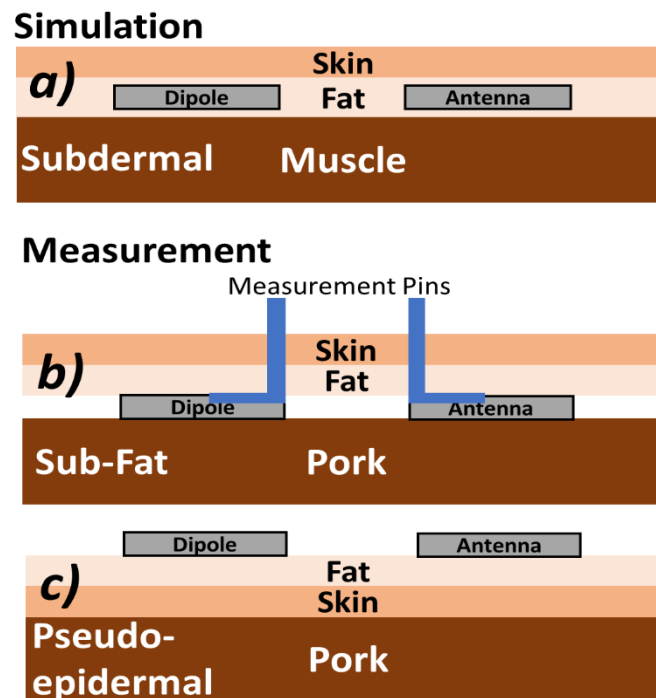 Simulation
Skin
a)
Dipole
Fat
Antenna
Subdermal
Muscle
Measurement
Measurement Pins
Skin
b)
Fat
Dipole
Antenna
Sub-Fat
Pork
Dipole
Antenna
Fat
c)
Skin
Pseudo-
epidermal
Pork